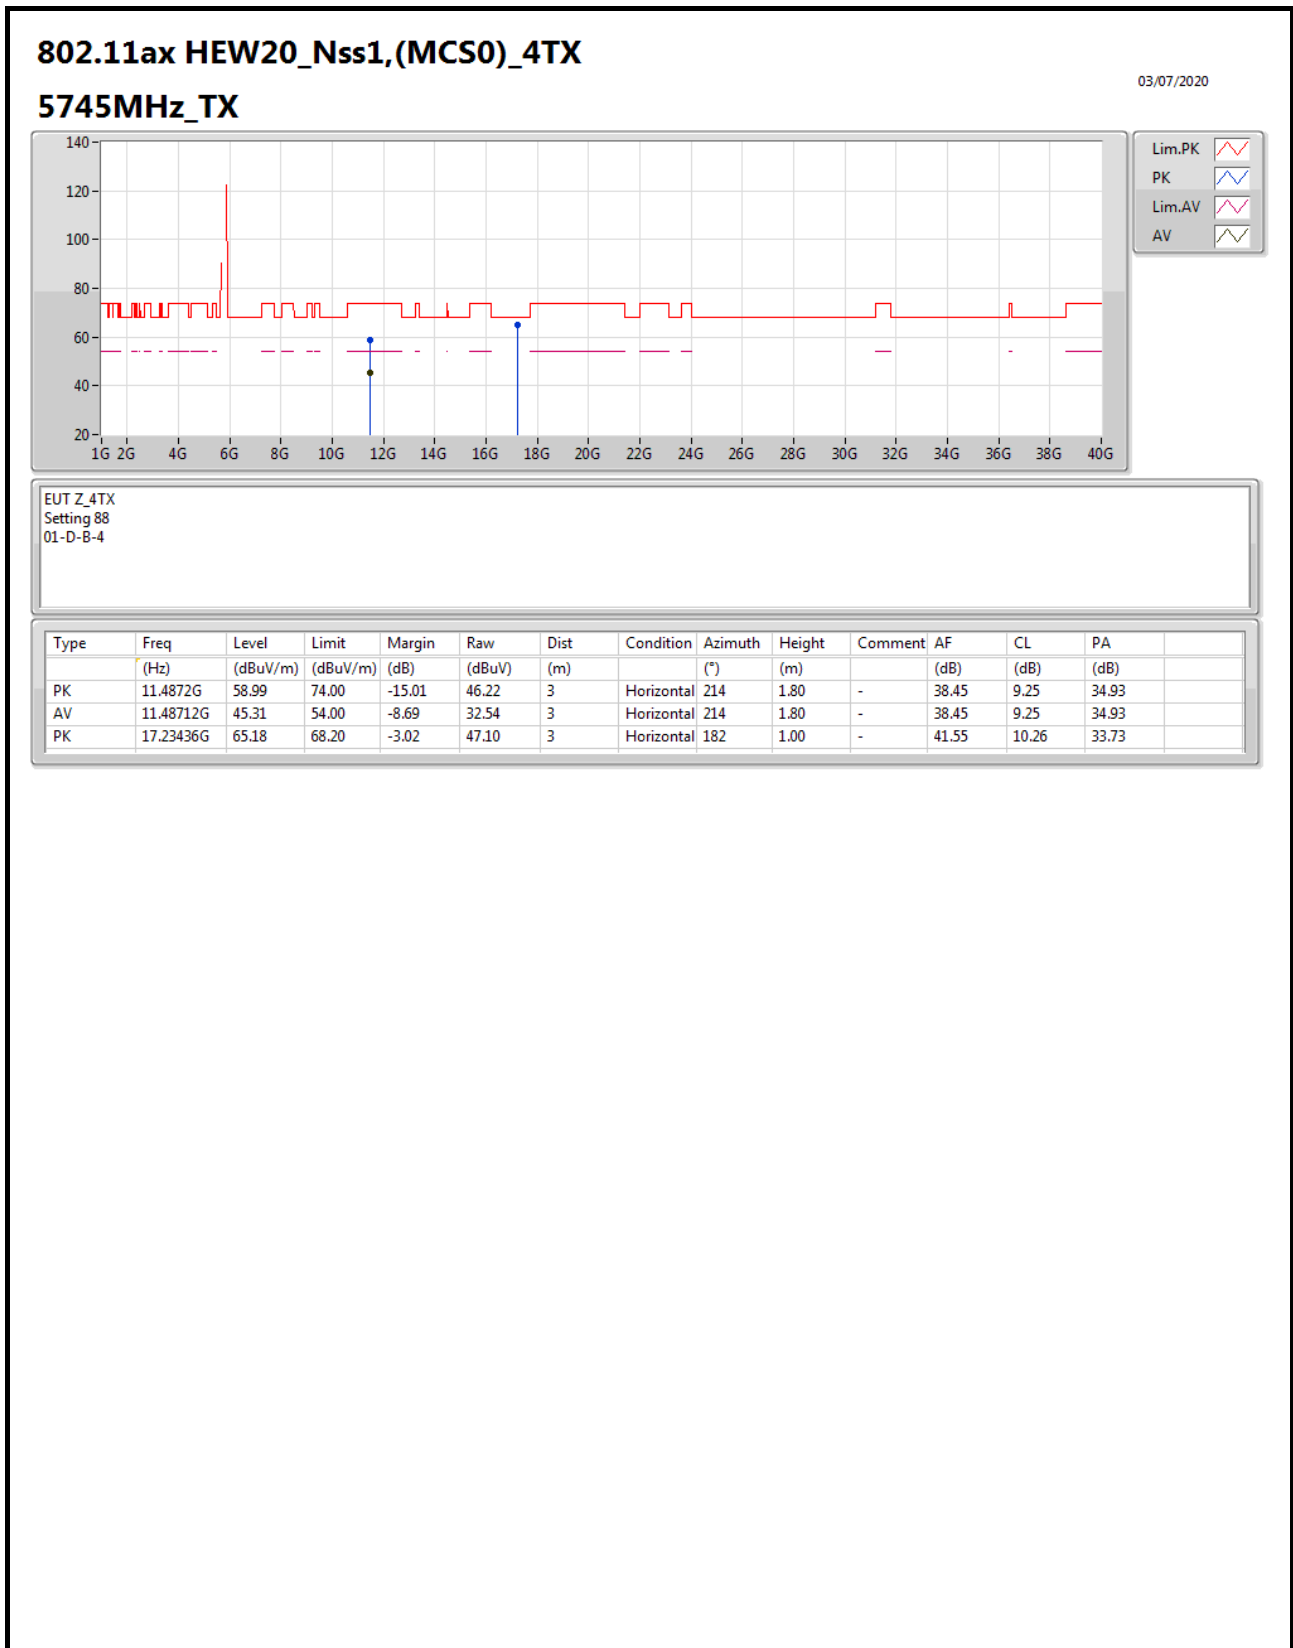 802.11ax HEW20_Nss1,(MCS0)_4TX
03/07/2020
5745MHz_TX
140
120
100
80
60
40
20
1G 2G 4G 6G 8G 10G 12G 14G 16G 18G 20G 22G 24G 26G 28G 30G 32G 34G 36G 38G 40G
Lim.PK
PK
Lim.AV
AV
EUT Z_4TX
Setting 88
01-D-B-4
Type Freq Level Limit Margin Raw Dist Condition Azimuth Height Comment AF CL PA
(Hz) (dBuV/m) (dBuV/m) (dB) (dBuV) (m) (°) (m) (dB) (dB) (dB)
PK 11.4872G 58.99 74.00 -15.01 46.22 3 Horizontal 214 1.80 - 38.45 9.25 34.93
AV 11.48712G 45.31 54.00 -8.69 32.54 3 Horizontal 214 1.80 - 38.45 9.25 34.93
PK 17.23436G 65.18 68.20 -3.02 47.10 3 Horizontal 182 1.00 - 41.55 10.26 33.73